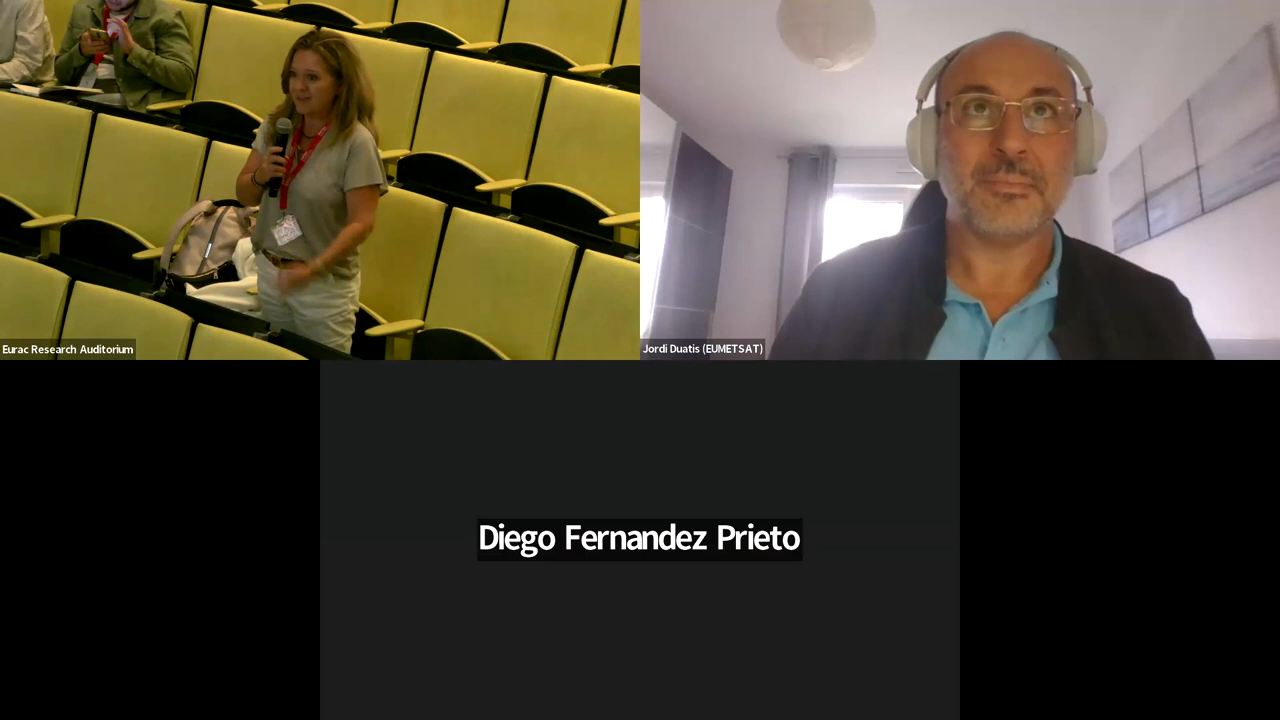 Eurac Research Auditorium
Jordi Duatis (EUMETSAT)
Diego Fernandez Prieto